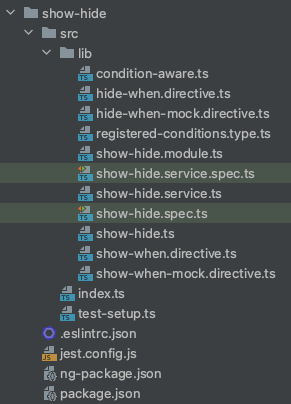 show-hide
src
lib
condition-aware.ts
hide-when.directive.ts
hide-when-mock.directive.ts
registered-conditions.type.ts
show-hide.module.ts
show-hide.service.spec.ts
show-hide.service.ts
show-hide.spec.ts
show-hide.ts
show-when.directive.ts
show-when-mock.directive.ts
index.ts
test-setup.ts
.eslintrc.json
jest.config.js
ng-package.json
package.json